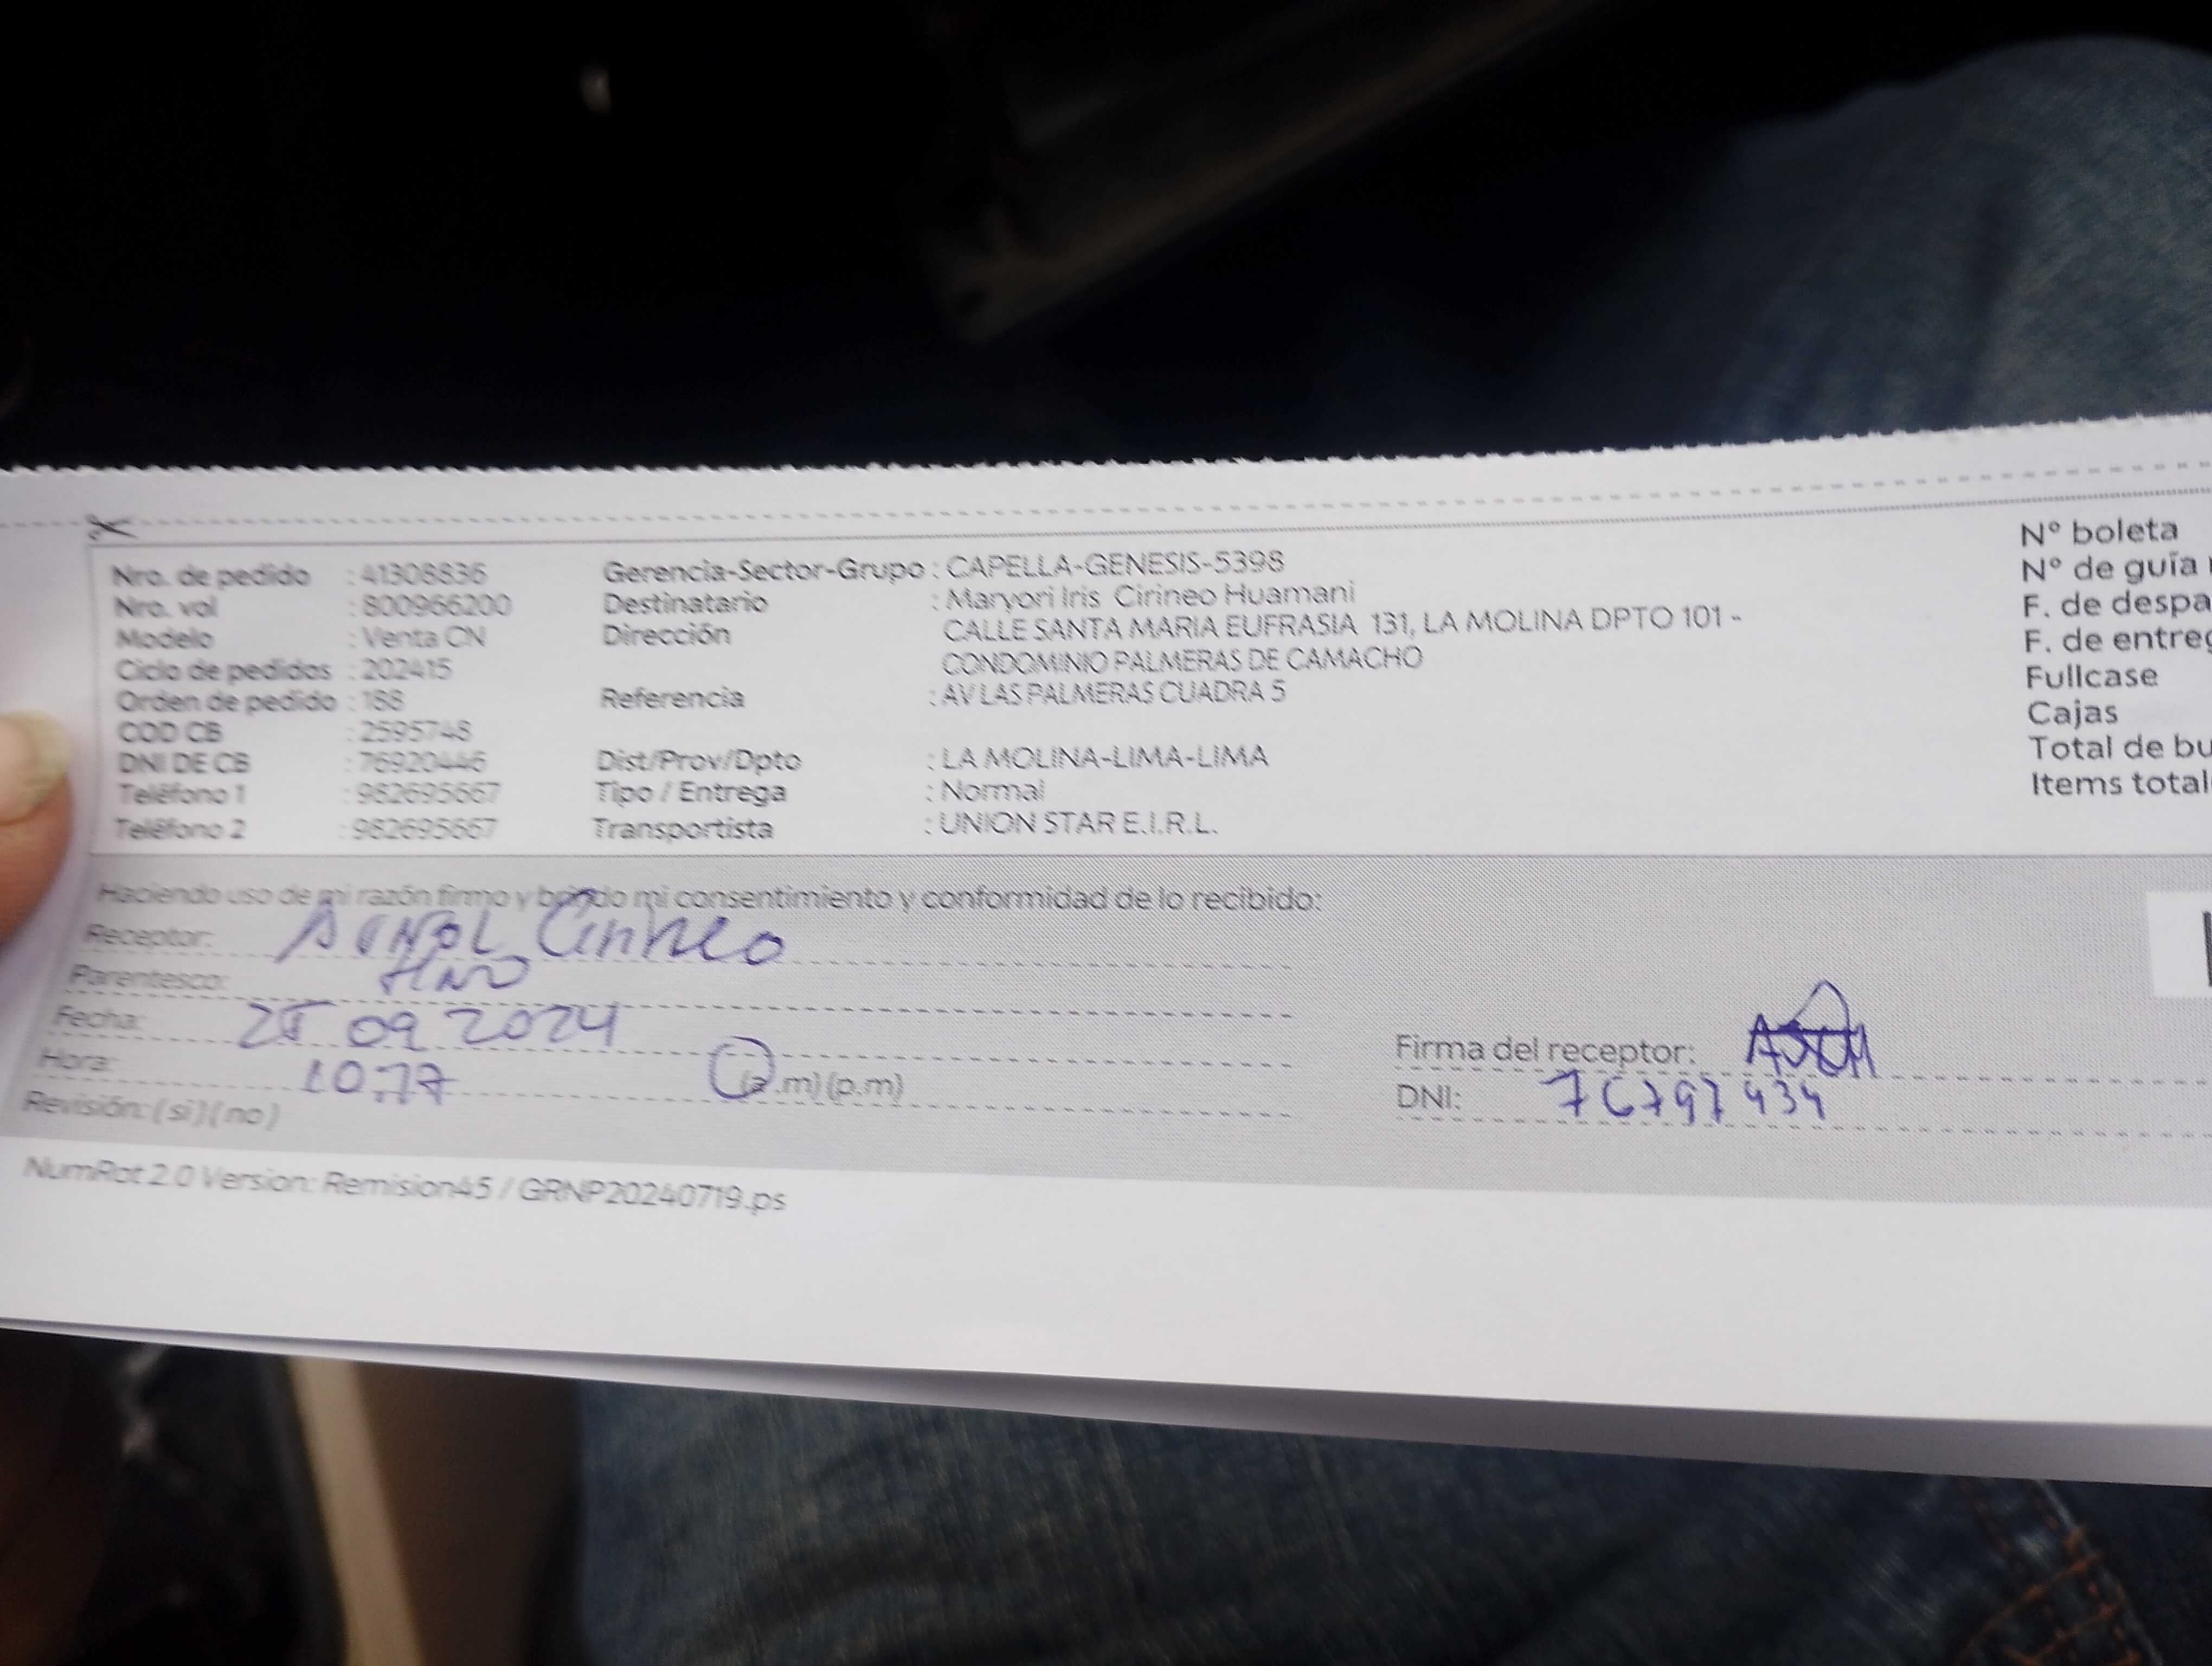 Nro. de pedido : 41308836
Nro. vol : 800966200
Modelo : Venta CN
Ciclo de pedidos : 202415
Orden de pedido : 188
COD CB : 2595748
DNI DE CB : 76920446
Teléfono 1 : 982695667
Teléfono 2 : 982695667
Gerencia-Sector-Grupo : CAPELLA-GENESIS-5398
Destinatario : Maryori Iris Cirineo Huamani
Dirección CALLE SANTA MARIA EUFRASIA 131, LA MOLINA DPTO 101 -
CONDOMINIO PALMERAS DE CAMACHO
Referencia : AV LAS PALMERAS CUADRA 5
Dist/Prov/Dpto : LA MOLINA-LIMA-LIMA
Tipo / Entrega : Normal
Transportista : UNION STAR E.I.R.L.
N° boleta
N° de guía
F. de despa
F. de entreg
Fullcase
Cajas
Total de bu
Items total
Haciendo uso de mi razón firmo y brindo mi consentimiento y conformidad de lo recibido:
Receptor: Cirineo
Parentesco: HNO
Fecha: 09 2024
Hora: (a.m)(p.m)
Revisión: (si)(no)
Firma del receptor:
DNI: 76797434
NumRot 2.0 Version: Remision45 / GRNP20240719.ps